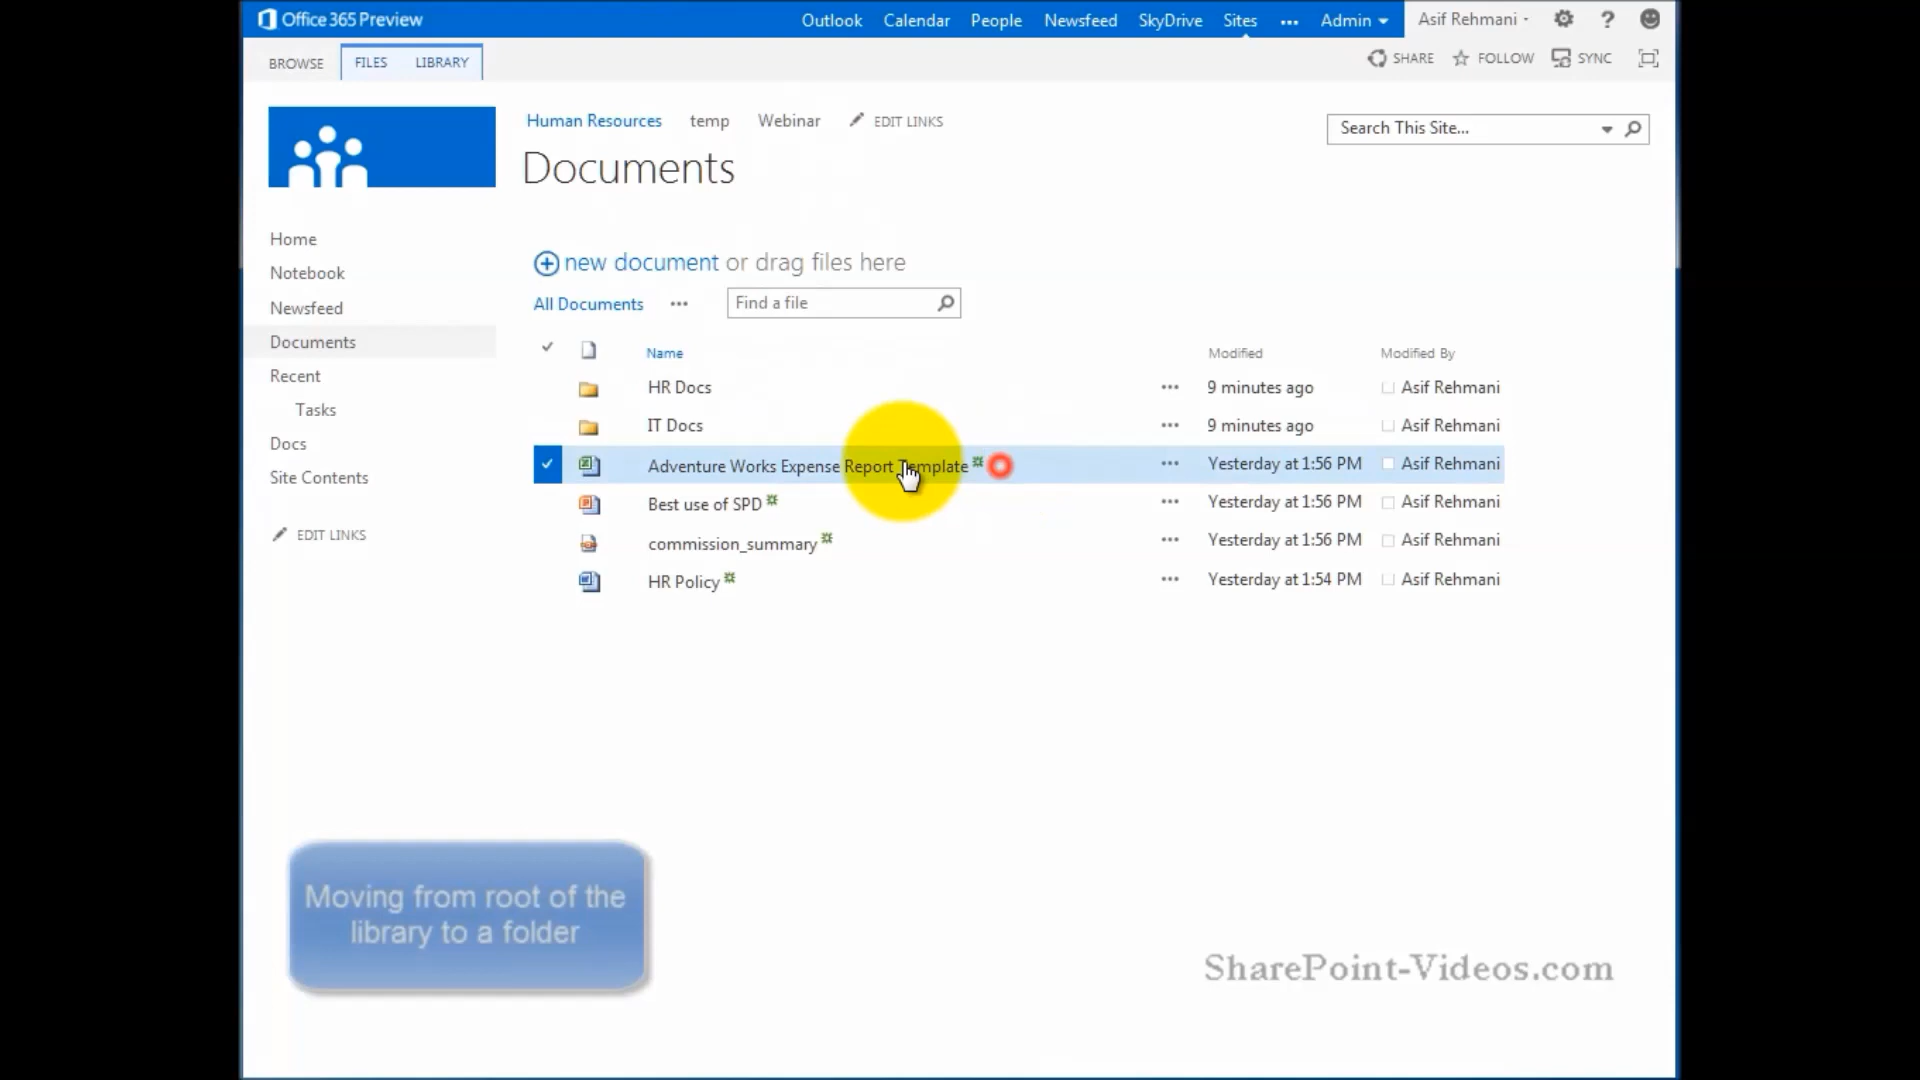 Office 365 Preview
Outlook Calendar People Newsfeed SkyDrive Sites ••• Admin Asif Rehmani ?
BROWSE FILES LIBRARY
SHARE FOLLOW SYNC
Human Resources temp Webinar EDIT LINKS
Search This Site...
Documents
Home
Notebook
Newsfeed
Documents
Recent
Tasks
Docs
Site Contents
EDIT LINKS
new document or drag files here
All Documents ••• Find a file
Name Modified Modified By
HR Docs ••• 9 minutes ago Asif Rehmani
IT Docs ••• 9 minutes ago Asif Rehmani
Adventure Works Expense Report Template ••• Yesterday at 1:56 PM Asif Rehmani
Best use of SPD ••• Yesterday at 1:56 PM Asif Rehmani
commission_summary ••• Yesterday at 1:56 PM Asif Rehmani
HR Policy ••• Yesterday at 1:54 PM Asif Rehmani
Moving from root of the
library to a folder
SharePoint-Videos.com